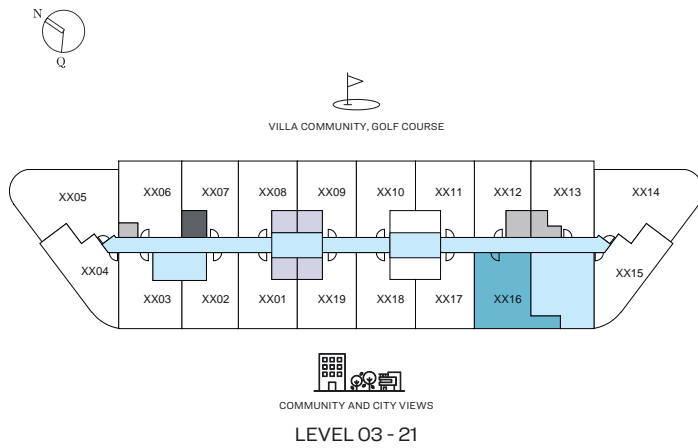 N
Q
VILLA COMMUNITY, GOLF COURSE
XX05 XX06 XX07 XX08 XX09 XX10 XX11 XX12 XX13 XX14
XX04 XX03 XX02 XX01 XX19 XX18 XX17 XX16 XX15
COMMUNITY AND CITY VIEWS
LEVEL 03 - 21